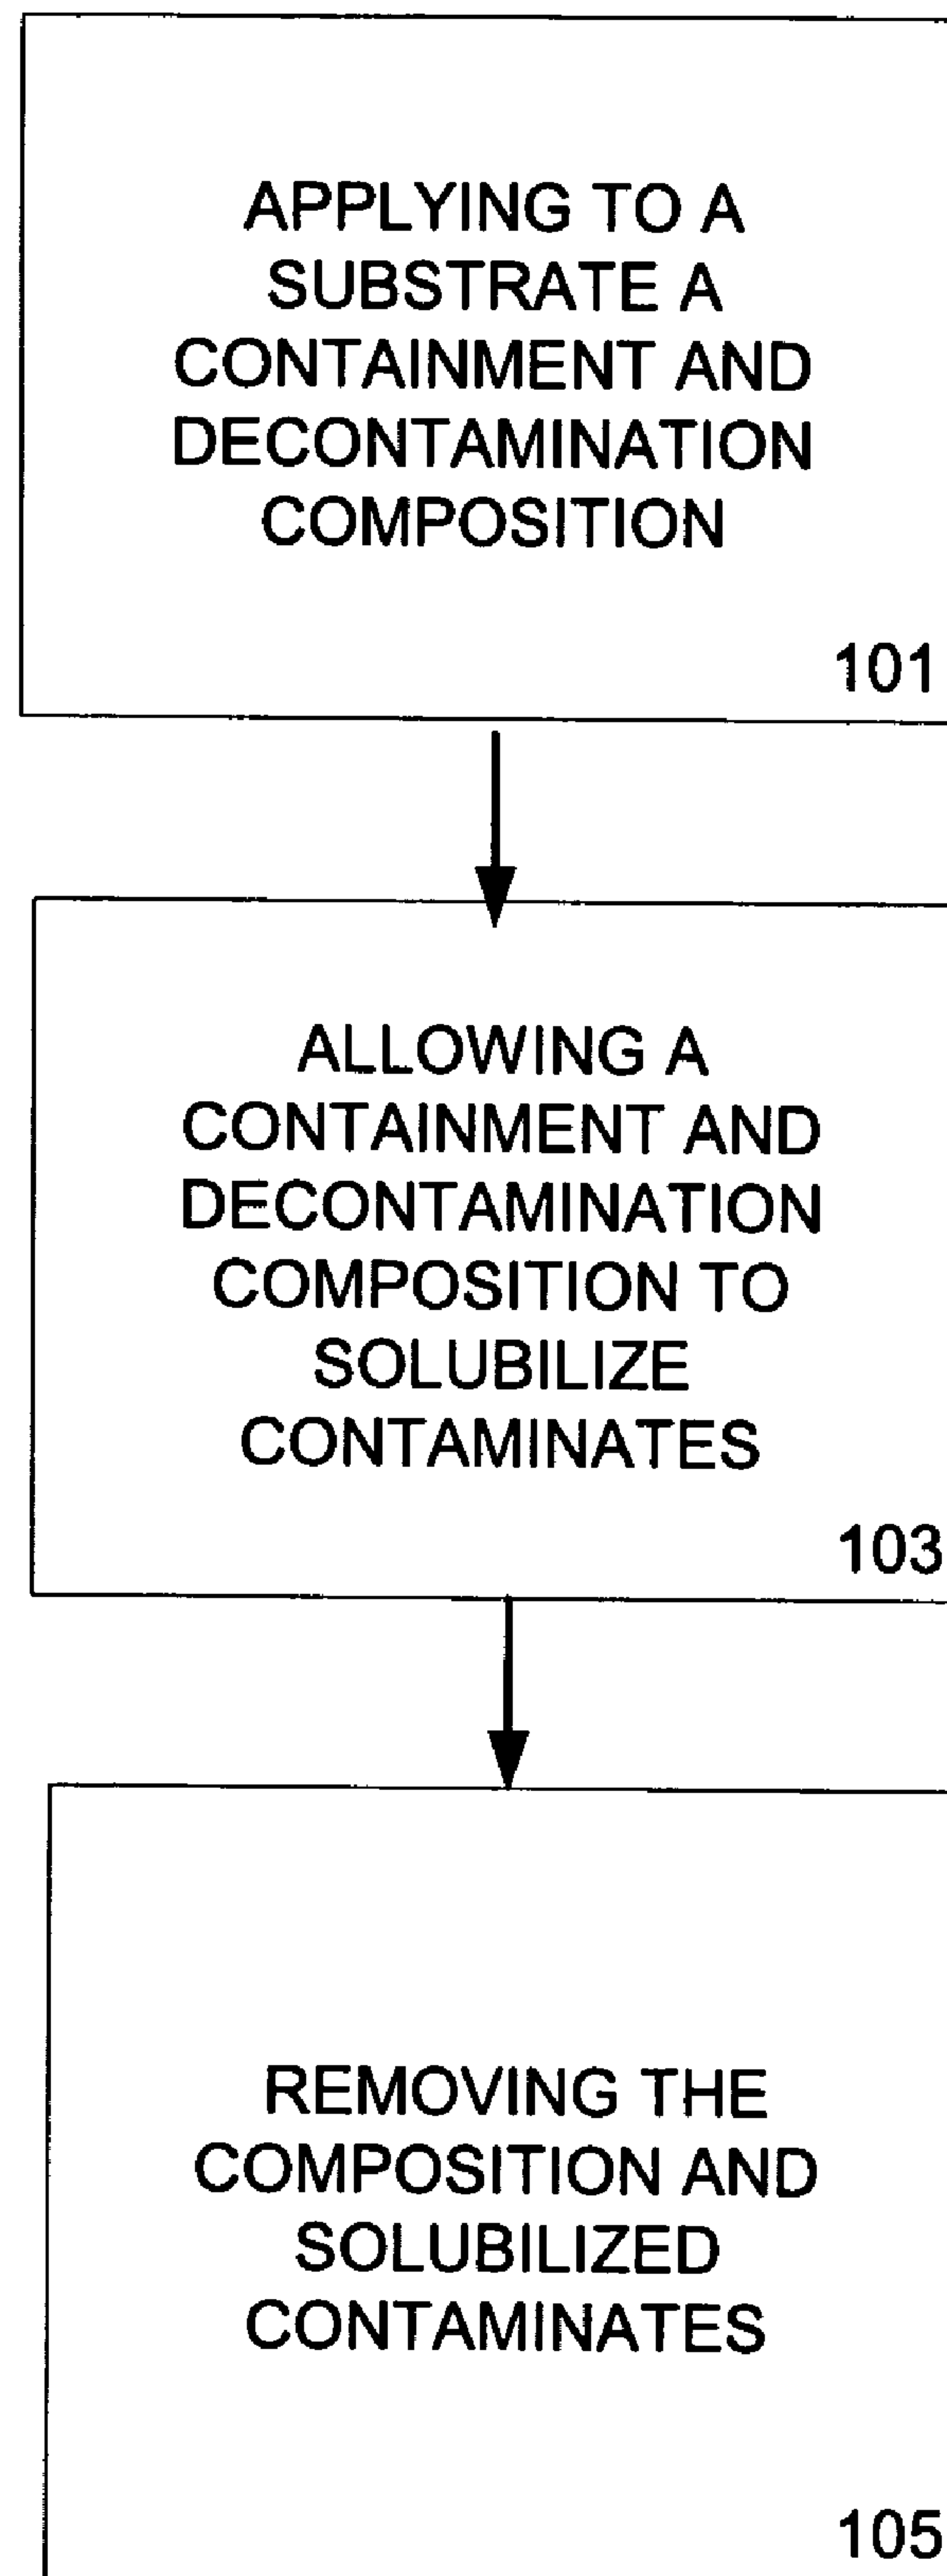 APPLYING TO A
SUBSTRATE A
CONTAINMENT AND
DECONTAMINATION
COMPOSITION
101
ALLOWING A
CONTAINMENT AND
DECONTAMINATION
COMPOSITION TO
SOLUBILIZE
CONTAMINATES
103
REMOVING THE
COMPOSITION AND
SOLUBILIZED
CONTAMINATES
105